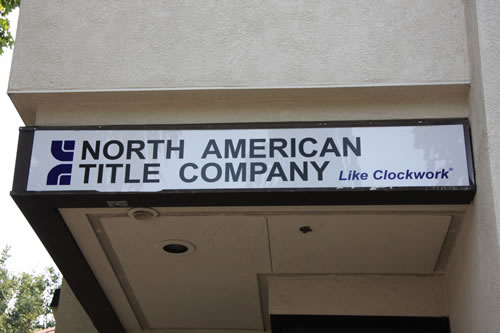 NORTH AMERICAN
TITLE COMPANY Like Clockwork®